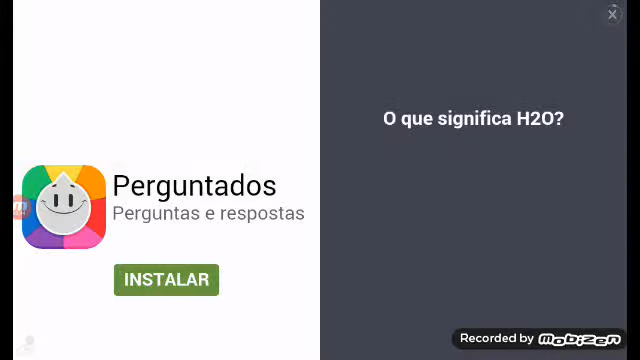 Perguntados
Perguntas e respostas
INSTALAR
O que significa H2O?
Recorded by mobizen